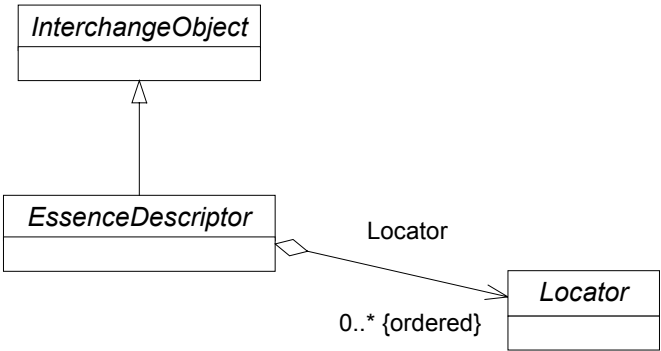 InterchangeObject
EssenceDescriptor
Locator
Locator
0..* {ordered}